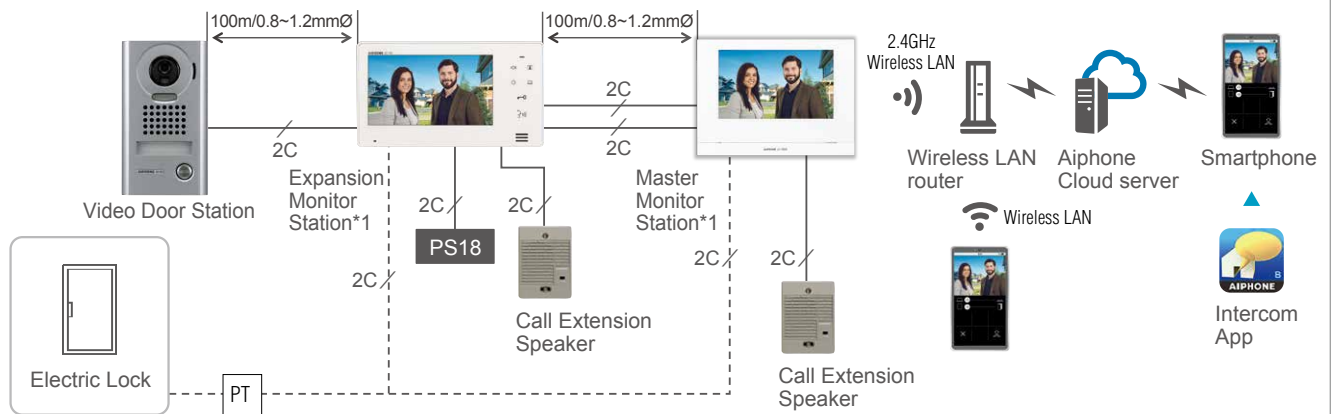 100m/0.8~1.2mmØ
100m/0.8~1.2mmØ
2.4GHz
Wireless LAN
2C
2C
2C
Expansion
Monitor
Station*1
Master
Monitor
Station*1
Wireless LAN
router
Aiphone
Cloud server
Smartphone
Video Door Station
2C
2C
PS18
Wireless LAN
2C
2C
2C
AIPHONE
B
Call Extension
Speaker
Intercom
App
Electric Lock
PT
Call Extension
Speaker